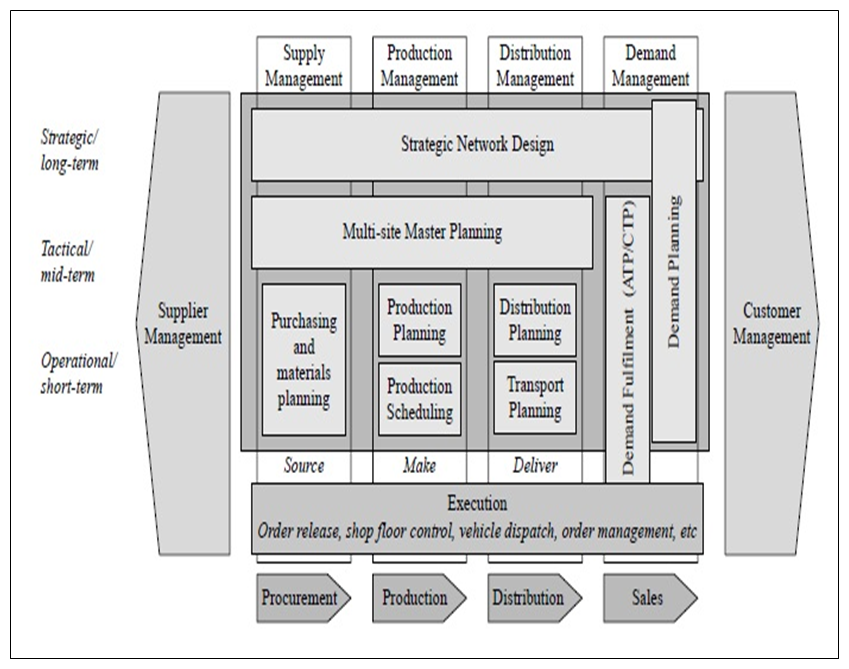 Supply
Management
Production
Management
Distribution
Management
Demand
Management
Strategic/
long-term
Strategic Network Design
Tactical/
mid-term
Multi-site Master Planning
Demand Fulfilment (ATP/CTP)
Demand Planning
Supplier
Management
Customer
Management
Operational/
short-term
Purchasing
and
materials
planning
Production
Planning
Production
Scheduling
Distribution
Planning
Transport
Planning
Source
Make
Deliver
Execution
Order release, shop floor control, vehicle dispatch, order management, etc
Procurement
Production
Distribution
Sales